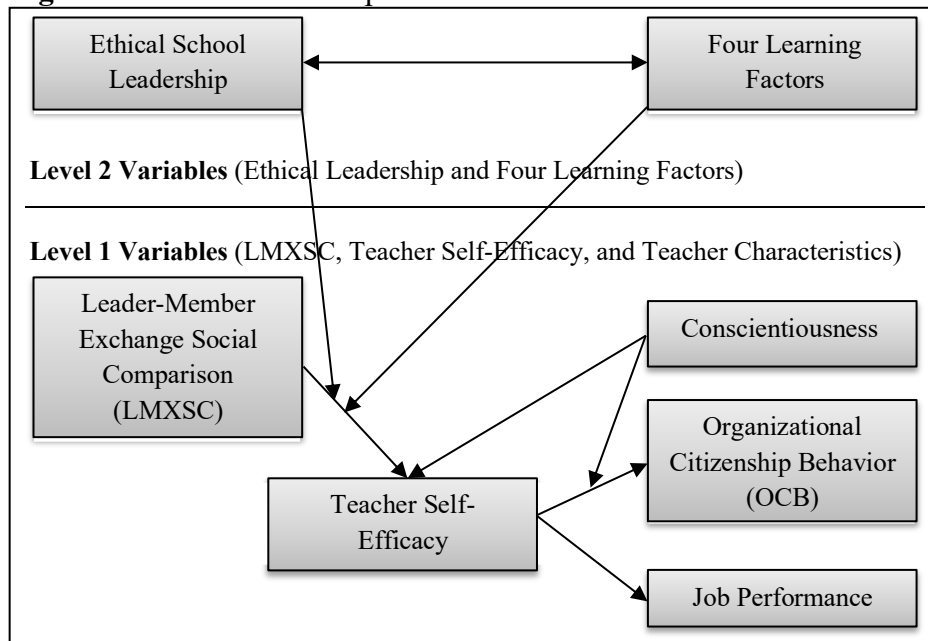 Ethical School
Leadership
Four Learning
Factors
Level 2 Variables (Ethical Leadership and Four Learning Factors)
Level 1 Variables (LMXSC, Teacher Self-Efficacy, and Teacher Characteristics)
Leader-Member
Exchange Social
Comparison
(LMXSC)
Conscientiousness
Organizational
Citizenship Behavior
(OCB)
Teacher Self-
Efficacy
Job Performance